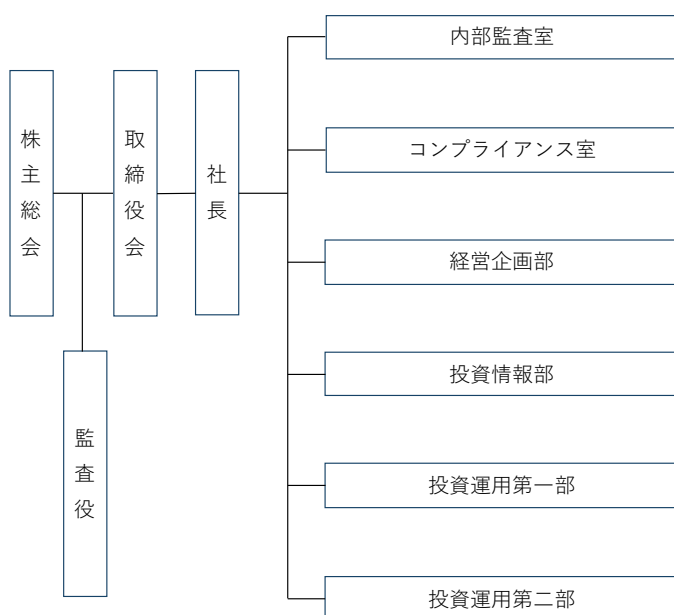 株主総会
取締役会
社長
監査役
内部監査室
コンプライアンス室
経営企画部
投資情報部
投資運用第一部
投資運用第二部